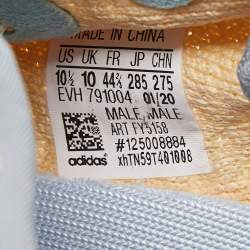 MADE IN CHINA
US UK FR JP CHN
10½ 10 44⅔ 285 275
EVH 791004 01/20
MALE, MALE
ART FY5158
#125008884
adidas xhTN59T401008